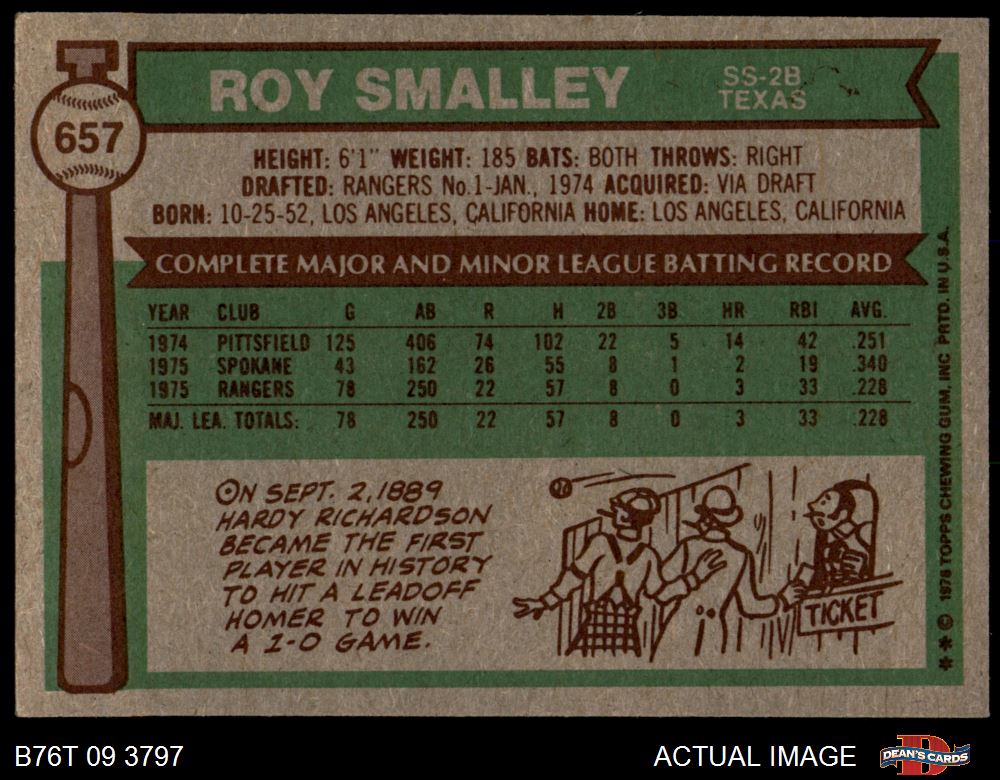 ROY SMALLEY
SS-2B
TEXAS
657
HEIGHT: 6'1" WEIGHT: 185 BATS: BOTH THROWS: RIGHT
DRAFTED: RANGERS No.1-JAN., 1974 ACQUIRED: VIA DRAFT
BORN: 10-25-52, LOS ANGELES, CALIFORNIA HOME: LOS ANGELES, CALIFORNIA
COMPLETE MAJOR AND MINOR LEAGUE BATTING RECORD
YEAR CLUB G AB R H 2B 3B HR RBI AVG.
1974 PITTSFIELD 125 406 74 102 22 5 14 42 .251
1975 SPOKANE 43 162 26 55 8 1 2 19 .340
1975 RANGERS 78 250 22 57 8 0 3 33 .228
MAJ. LEA. TOTALS: 78 250 22 57 8 0 3 33 .228
ON SEPT. 2, 1889
HARDY RICHARDSON
BECAME THE FIRST
PLAYER IN HISTORY
TO HIT A LEADOFF
HOMER TO WIN
A 1-0 GAME.
TICKET
** © 1976 TOPPS CHEWING GUM, INC. PRTD. IN U.S.A.
B76T 09 3797
ACTUAL IMAGE
D
DEAN'S CARDS